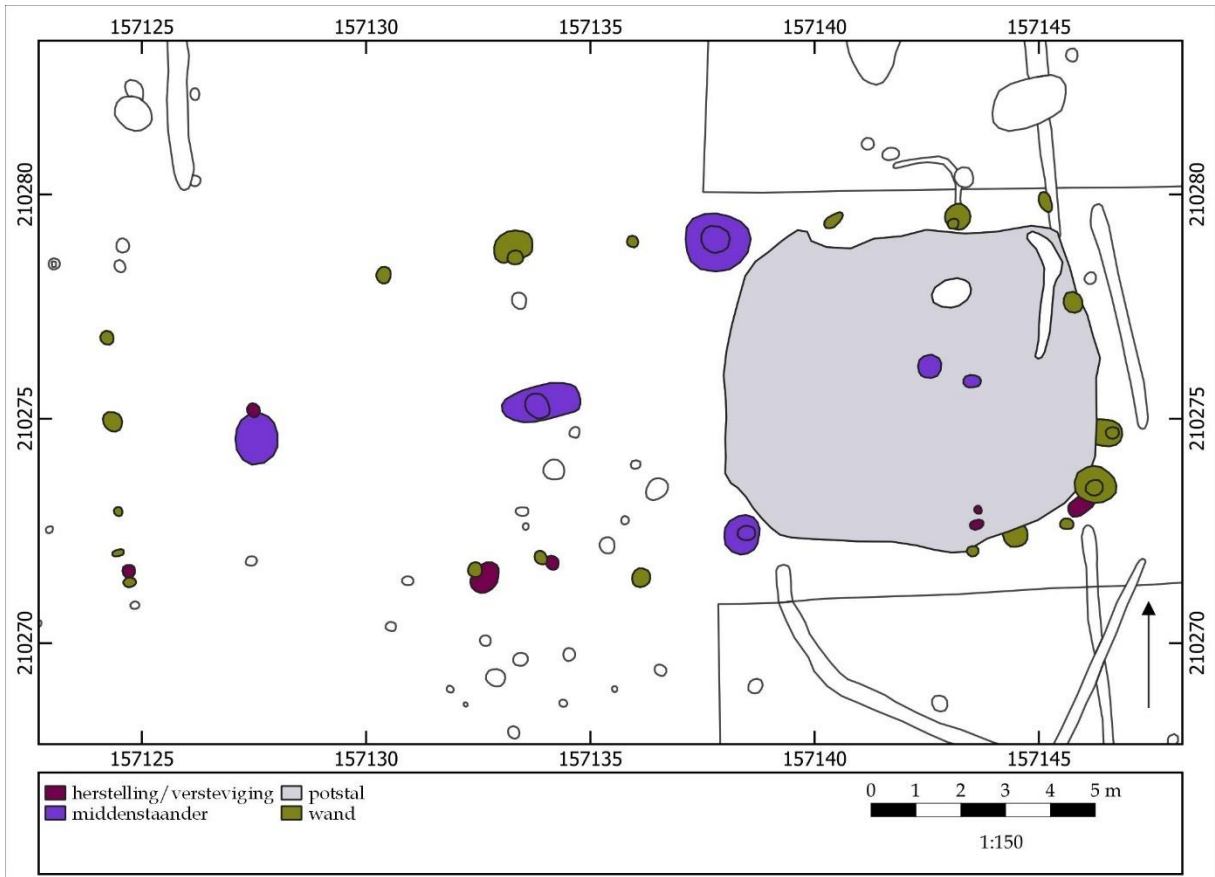 157125 157130 157135 157140 157145
210280 210280
210275 210275
210270 210270
157125 157130 157135 157140 157145
herstelling/versteviging potstal
middenstaander wand
0 1 2 3 4 5 m
1:150